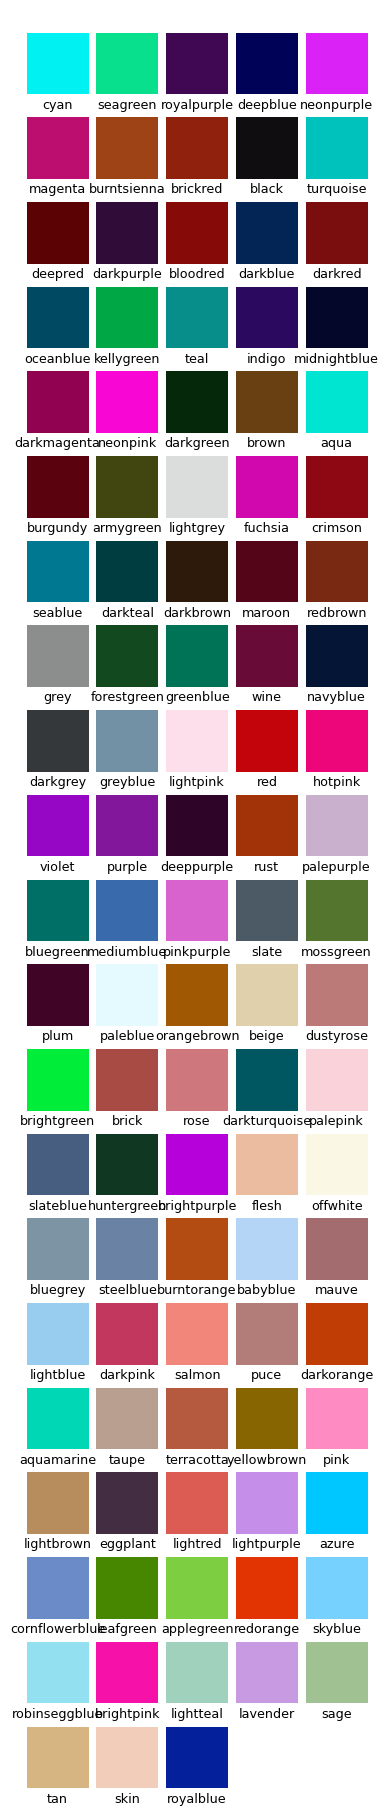 cyan seagreen royalpurple deepblue neonpurple
magenta burntsienna brickred black turquoise
deepred darkpurple bloodred darkblue darkred
oceanblue kellygreen teal indigo midnightblue
darkmagenta neonpink darkgreen brown aqua
burgundy armygreen lightgrey fuchsia crimson
seablue darkteal darkbrown maroon redbrown
grey forestgreen greenblue wine navyblue
darkgrey greyblue lightpink red hotpink
violet purple deeppurple rust palepurple
bluegreen mediumblue pinkpurple slate mossgreen
plum paleblue orangebrown beige dustyrose
brightgreen brick rose darkturquoise palepink
slateblue huntergreen brightpurple flesh offwhite
bluegrey steelblue burntorange babyblue mauve
lightblue darkpink salmon puce darkorange
aquamarine taupe terracotta yellowbrown pink
lightbrown eggplant lightred lightpurple azure
cornflowerblue leafgreen applegreen redorange skyblue
robinseggblue brightpink lightteal lavender sage
tan skin royalblue